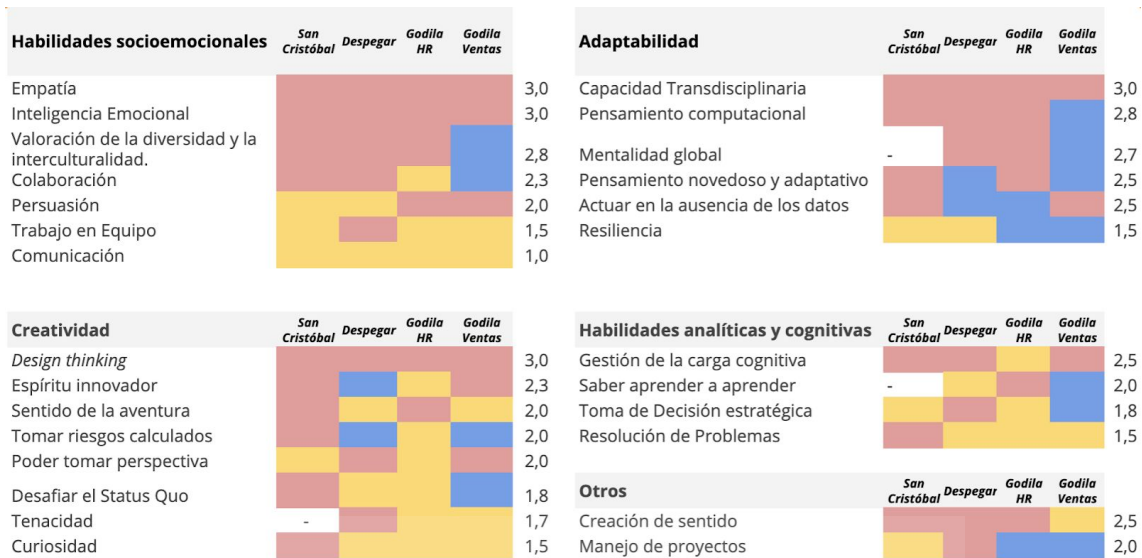 Habilidades socioemocionales San Cristóbal Despegar Godila HR Godila Ventas
Empatía 3,0
Inteligencia Emocional 3,0
Valoración de la diversidad y la
interculturalidad. 2,8
Colaboración 2,3
Persuasión 2,0
Trabajo en Equipo 1,5
Comunicación 1,0
Adaptabilidad San Cristóbal Despegar Godila HR Godila Ventas
Capacidad Transdisciplinaria 3,0
Pensamiento computacional 2,8
Mentalidad global - 2,7
Pensamiento novedoso y adaptativo 2,5
Actuar en la ausencia de los datos 2,5
Resiliencia 1,5
Creatividad San Cristóbal Despegar Godila HR Godila Ventas
Design thinking 3,0
Espíritu innovador 2,3
Sentido de la aventura 2,0
Tomar riesgos calculados 2,0
Poder tomar perspectiva 2,0
Desafiar el Status Quo 1,8
Tenacidad - 1,7
Curiosidad 1,5
Habilidades analíticas y cognitivas San Cristóbal Despegar Godila HR Godila Ventas
Gestión de la carga cognitiva 2,5
Saber aprender a aprender - 2,0
Toma de Decisión estratégica 1,8
Resolución de Problemas 1,5
Otros San Cristóbal Despegar Godila HR Godila Ventas
Creación de sentido 2,5
Manejo de proyectos 2,0